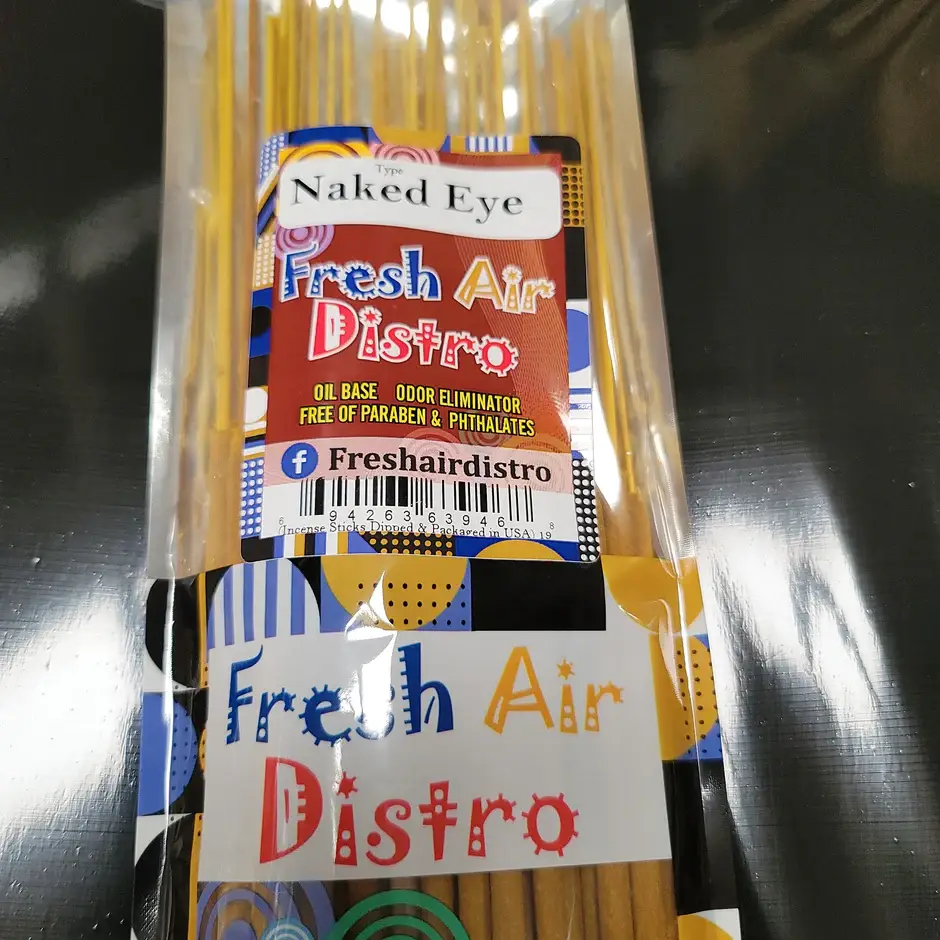 Type
Naked Eye
Fresh Air
Distro
OIL BASE ODOR ELIMINATOR
FREE OF PARABEN & PHTHALATES
f Freshairdistro
6 94263 63946 8
(Incense Sticks Dipped & Packaged in USA) 19
Fresh Air
Distro